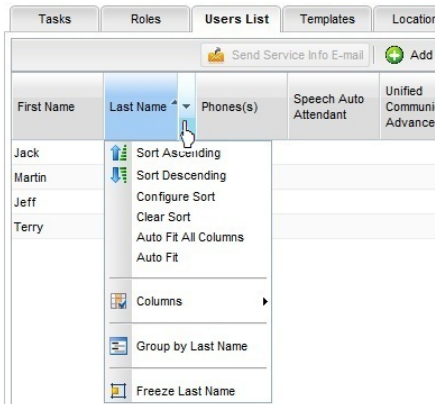 Tasks
Roles
Users List
Templates
Location
Send Service Info E-mail
Add
First Name
Last Name
Phones(s)
Speech Auto
Attendant
Unified
Communi
Advance
Jack
Martin
Jeff
Terry
Sort Ascending
Sort Descending
Configure Sort
Clear Sort
Auto Fit All Columns
Auto Fit
Columns
Group by Last Name
Freeze Last Name